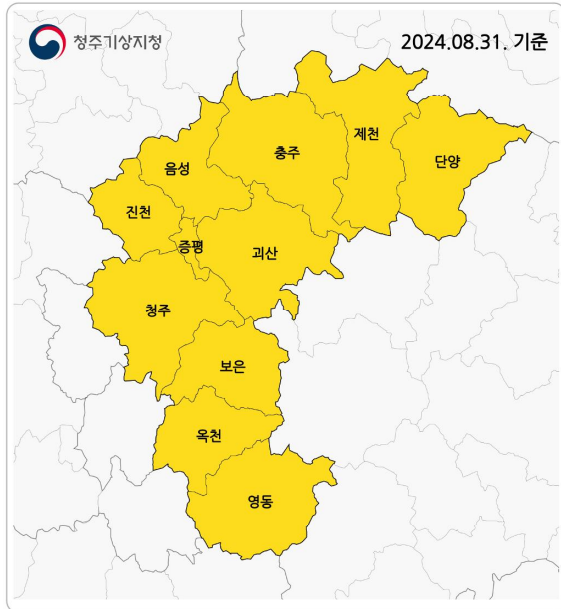 청주기상지청
2024.08.31. 기준
제천
충주
단양
음성
진천
증평
괴산
청주
보은
옥천
영동